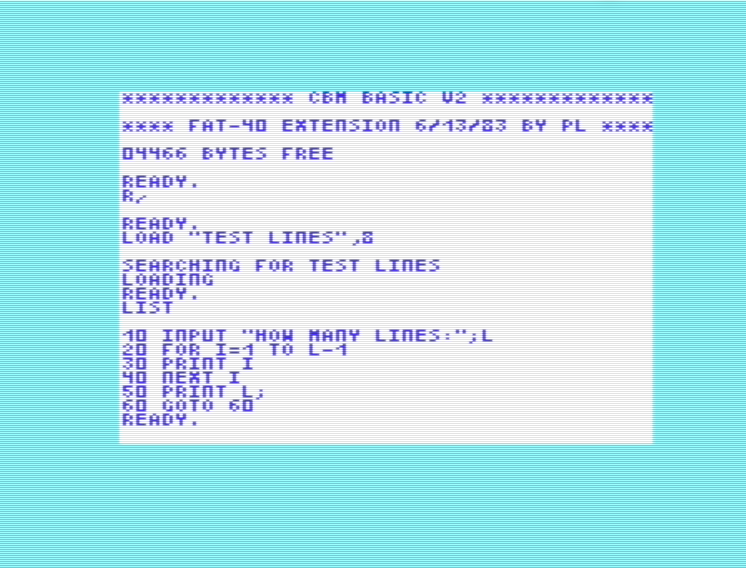 ************* CBM BASIC V2 *************
**** FAT-40 EXTENSION 6/13/83 BY PL ****
04466 BYTES FREE
READY.
R/
READY.
LOAD "TEST LINES",8
SEARCHING FOR TEST LINES
LOADING
READY.
LIST
10 INPUT "HOW MANY LINES:";L
20 FOR I=1 TO L-1
30 PRINT I
40 NEXT I
50 PRINT L;
60 GOTO 60
READY.